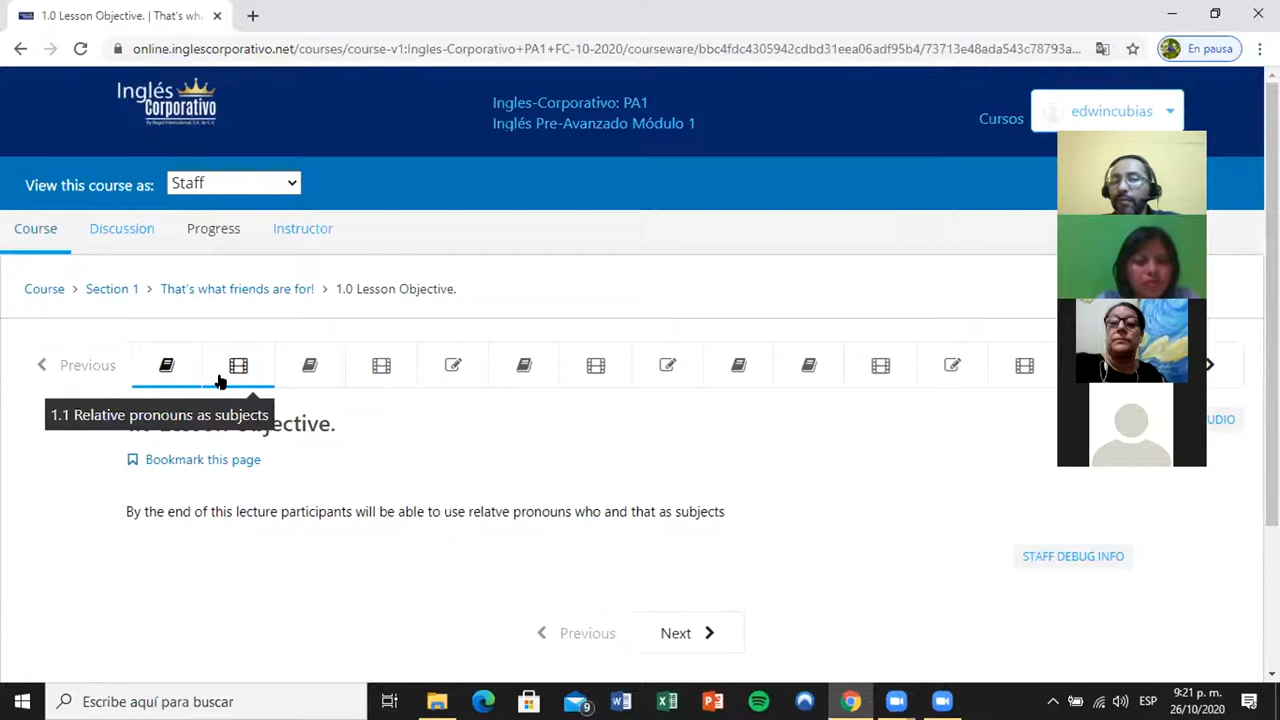 1.0 Lesson Objective. | That's wh
online.inglescorporativo.net/courses/course-v1:Ingles-Corporativo+PA1+FC-10-2020/courseware/bbc4fdc4305942cdbd31eea06adf95b4/73713e48ada543c78793a...
En pausa
Inglés
Corporativo
Ingles-Corporativo: PA1
Inglés Pre-Avanzado Módulo 1
Cursos
edwincubias
View this course as:
Staff
Course
Discussion
Progress
Instructor
Course > Section 1 > That's what friends are for! > 1.0 Lesson Objective.
Previous
1.1 Relative pronouns as subjects
ctive.
UDIO
Bookmark this page
By the end of this lecture participants will be able to use relatve pronouns who and that as subjects
STAFF DEBUG INFO
Previous
Next
Escribe aquí para buscar
9
ESP
9:21 p. m.
26/10/2020